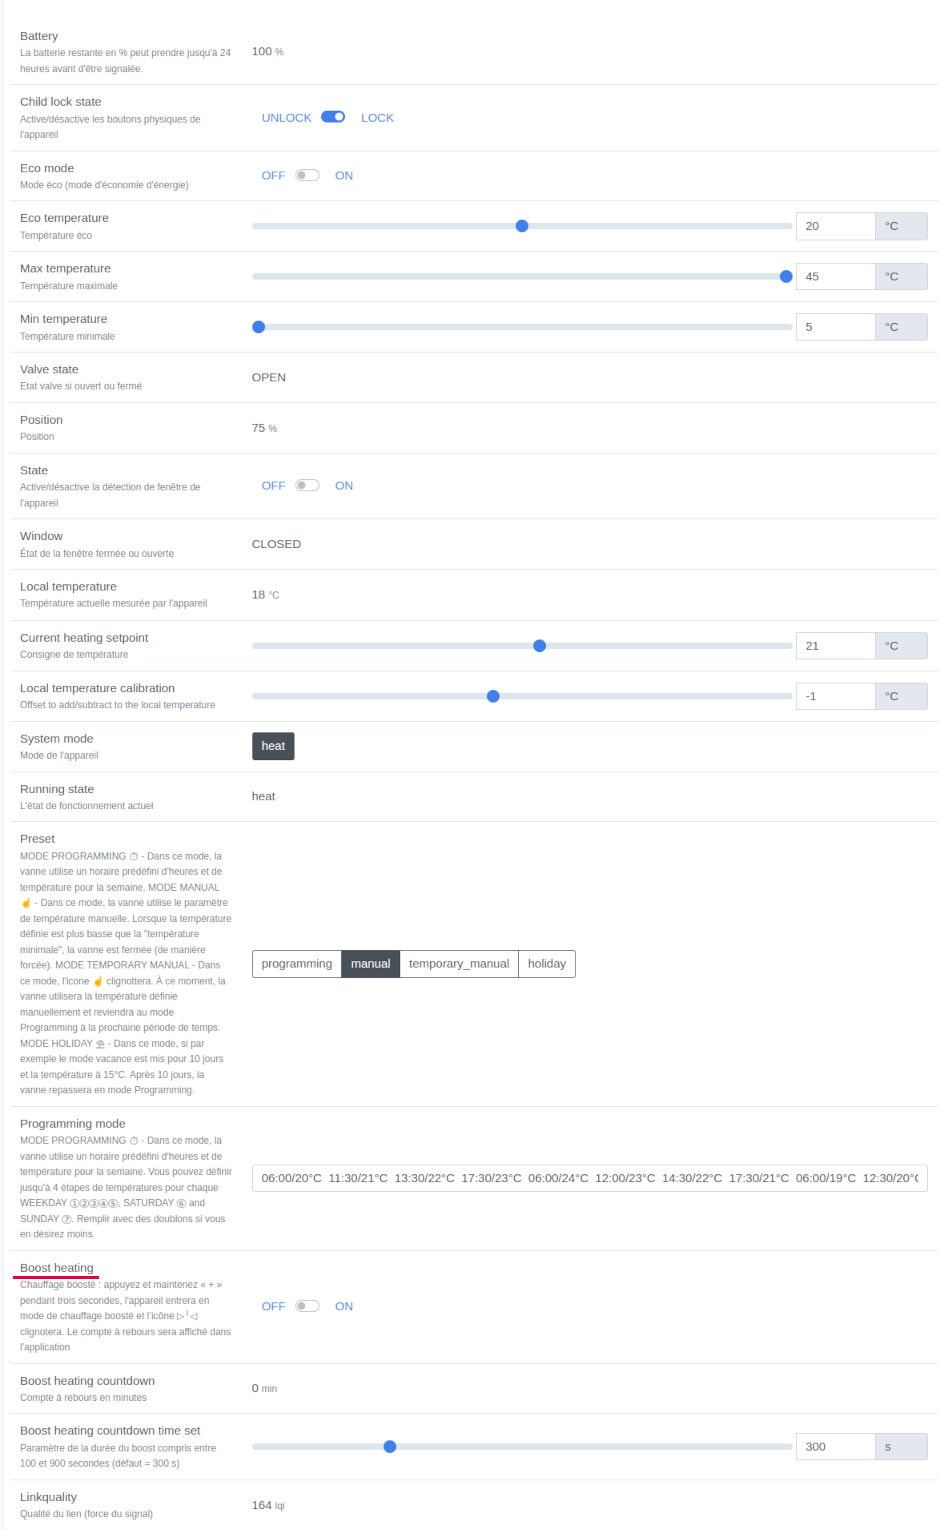 Battery
La batterie restante en % peut prendre jusqu'à 24
heures avant d'être signalée.
100 %
Child lock state
Active/désactive les boutons physiques de
l'appareil
UNLOCK LOCK
Eco mode
Mode éco (mode d'économie d'énergie)
OFF ON
Eco temperature
Température éco
20 °C
Max temperature
Température maximale
45 °C
Min temperature
Température minimale
5 °C
Valve state
Etat valve si ouvert ou fermé
OPEN
Position
Position
75 %
State
Active/désactive la détection de fenêtre de
l'appareil
OFF ON
Window
État de la fenêtre fermée ou ouverte
CLOSED
Local temperature
Température actuelle mesurée par l'appareil
18 °C
Current heating setpoint
Consigne de température
21 °C
Local temperature calibration
Offset to add/subtract to the local temperature
-1 °C
System mode
Mode de l'appareil
heat
Running state
L'état de fonctionnement actuel
heat
Preset
MODE PROGRAMMING ⏱ - Dans ce mode, la
vanne utilise un horaire prédéfini d'heures et de
température pour la semaine. MODE MANUAL
☝ - Dans ce mode, la vanne utilise le paramètre
de température manuelle. Lorsque la température
définie est plus basse que la "température
minimale", la vanne est fermée (de manière
forcée). MODE TEMPORARY MANUAL - Dans
ce mode, l'icone ☝ clignottera. À ce moment, la
vanne utilisera la température définie
manuellement et reviendra au mode
Programming à la prochaine période de temps.
MODE HOLIDAY ⛱ - Dans ce mode, si par
exemple le mode vacance est mis pour 10 jours
et la température à 15°C. Après 10 jours, la
vanne repassera en mode Programming.
programming manual temporary_manual holiday
Programming mode
MODE PROGRAMMING ⏱ - Dans ce mode, la
vanne utilise un horaire prédéfini d'heures et de
température pour la semaine. Vous pouvez définir
jusqu'à 4 étapes de températures pour chaque
WEEKDAY ①②③④⑤, SATURDAY ⑥ and
SUNDAY ⑦. Remplir avec des doublons si vous
en désirez moins.
06:00/20°C 11:30/21°C 13:30/22°C 17:30/23°C 06:00/24°C 12:00/23°C 14:30/22°C 17:30/21°C 06:00/19°C 12:30/20°C
Boost heating
Chauffage boosté : appuyez et maintenez « + »
pendant trois secondes, l'appareil entrera en
mode de chauffage boosté et l'icône ▷╵◁
clignotera. Le compte à rebours sera affiché dans
l'application
OFF ON
Boost heating countdown
Compte à rebours en minutes
0 min
Boost heating countdown time set
Paramètre de la durée du boost compris entre
100 et 900 secondes (défaut = 300 s)
300 s
Linkquality
Qualité du lien (force du signal)
164 lqi